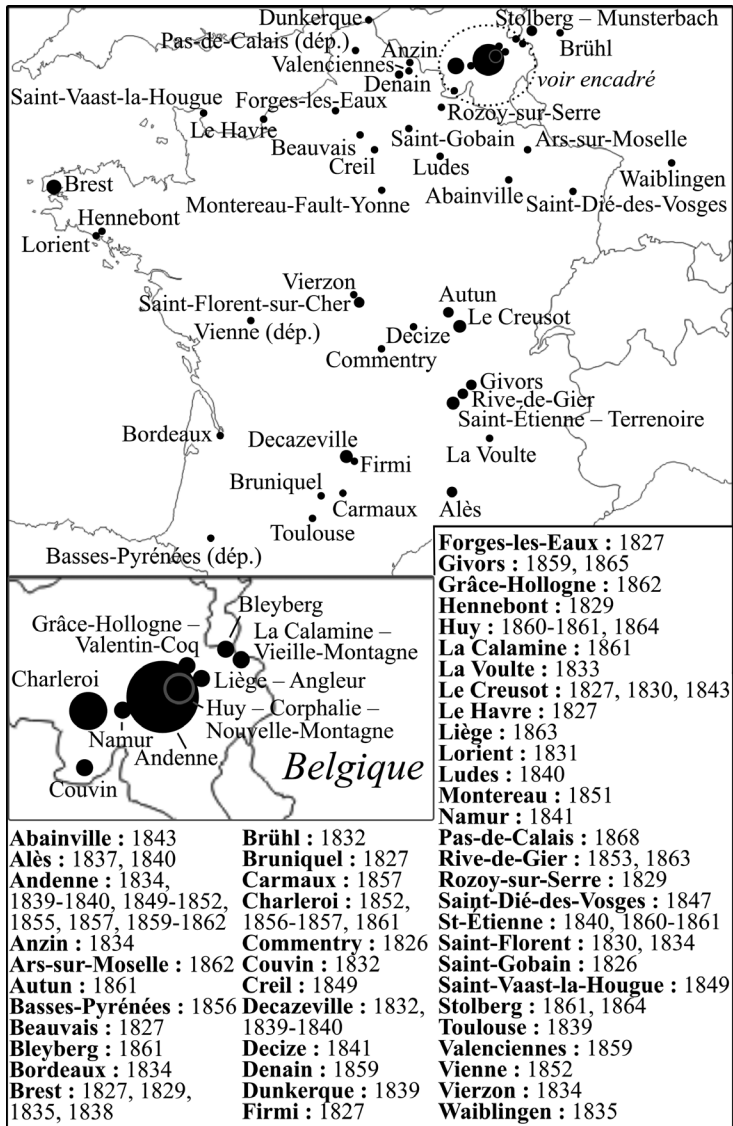 Dunkerque
Stolberg – Munsterbach
Pas-de-Calais (dép.)
Anzin
Brühl
Valenciennes
Denain
voir encadré
Saint-Vaast-la-Hougue
Forges-les-Eaux
Rozoy-sur-Serre
Le Havre
Saint-Gobain
Ars-sur-Moselle
Beauvais
Creil
Ludes
Waiblingen
Brest
Montereau-Fault-Yonne
Abainville
Saint-Dié-des-Vosges
Hennebont
Lorient
Vierzon
Autun
Saint-Florent-sur-Cher
Le Creusot
Vienne (dép.)
Decize
Commentry
Givors
Rive-de-Gier
Saint-Étienne – Terrenoire
Bordeaux
Decazeville
La Voulte
Firmi
Bruniquel
Carmaux
Alès
Toulouse
Basses-Pyrénées (dép.)
Bleyberg
Grâce-Hollogne –
Valentin-Coq
La Calamine –
Vieille-Montagne
Charleroi
Liège – Angleur
Huy – Corphalie –
Nouvelle-Montagne
Namur
Andenne
Couvin
Belgique
Abainville : 1843
Alès : 1837, 1840
Andenne : 1834,
1839-1840, 1849-1852,
1855, 1857, 1859-1862
Anzin : 1834
Ars-sur-Moselle : 1862
Autun : 1861
Basses-Pyrénées : 1856
Beauvais : 1827
Bleyberg : 1861
Bordeaux : 1834
Brest : 1827, 1829,
1835, 1838
Brühl : 1832
Bruniquel : 1827
Carmaux : 1857
Charleroi : 1852,
1856-1857, 1861
Commentry : 1826
Couvin : 1832
Creil : 1849
Decazeville : 1832,
1839-1840
Decize : 1841
Denain : 1859
Dunkerque : 1839
Firmi : 1827
Forges-les-Eaux : 1827
Givors : 1859, 1865
Grâce-Hollogne : 1862
Hennebont : 1829
Huy : 1860-1861, 1864
La Calamine : 1861
La Voulte : 1833
Le Creusot : 1827, 1830, 1843
Le Havre : 1827
Liège : 1863
Lorient : 1831
Ludes : 1840
Montereau : 1851
Namur : 1841
Pas-de-Calais : 1868
Rive-de-Gier : 1853, 1863
Rozoy-sur-Serre : 1829
Saint-Dié-des-Vosges : 1847
St-Étienne : 1840, 1860-1861
Saint-Florent : 1830, 1834
Saint-Gobain : 1826
Saint-Vaast-la-Hougue : 1849
Stolberg : 1861, 1864
Toulouse : 1839
Valenciennes : 1859
Vienne : 1852
Vierzon : 1834
Waiblingen : 1835